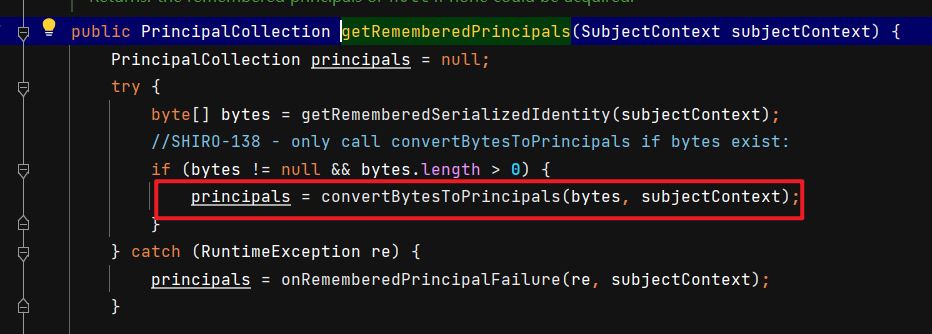 Returns: the remembered principals or null if none could be acquired.
public PrincipalCollection getRememberedPrincipals(SubjectContext subjectContext) {
PrincipalCollection principals = null;
try {
byte[] bytes = getRememberedSerializedIdentity(subjectContext);
//SHIRO-138 - only call convertBytesToPrincipals if bytes exist:
if (bytes != null && bytes.length > 0) {
principals = convertBytesToPrincipals(bytes, subjectContext);
}
} catch (RuntimeException re) {
principals = onRememberedPrincipalFailure(re, subjectContext);
}